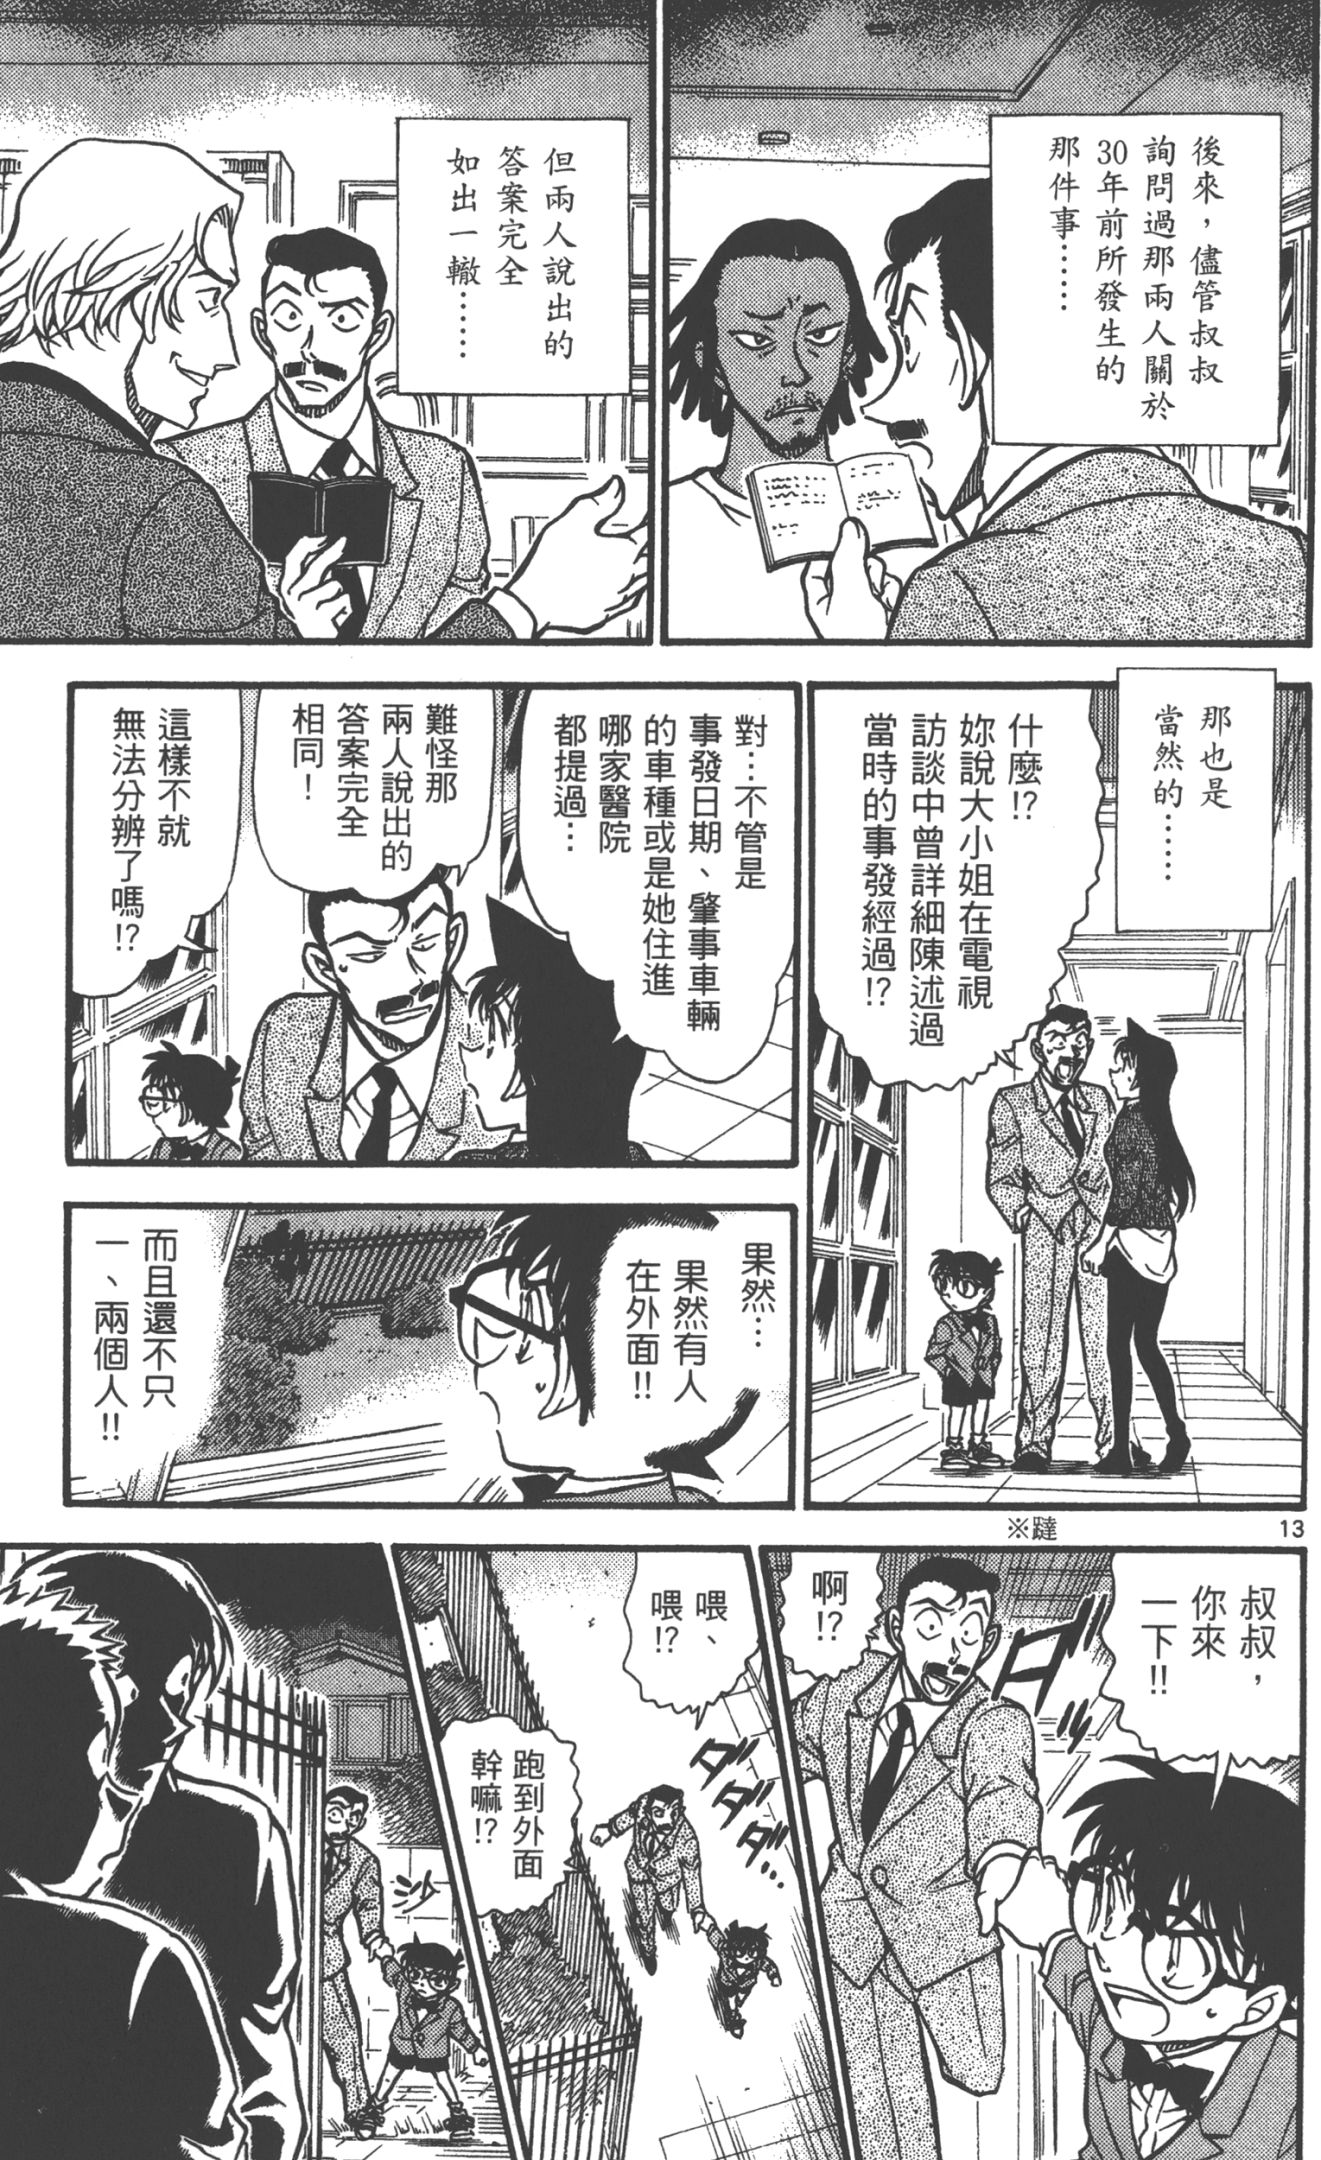 後來，儘管叔叔
詢問過那兩人關於
30年前所發生的
那件事……
但兩人說出的
答案完全
如出一轍……
那也是
當然的……
什麼!?
妳說大小姐在電視
訪談中曾詳細陳述過
當時的事發經過!?
對…不管是
事發日期、肇事車輛
的車種或是她住進
哪家醫院
都提過…
難怪那
兩人說出的
答案完全
相同！
這樣不就
無法分辨了嗎!?
果然…
果然有人
在外面!!
而且還不只
一、兩個人!!
※躂
13
叔叔，
你來
一下!!
啊!?
ダッ
喂、
喂!?
ダダダ…
跑到外面
幹嘛!?